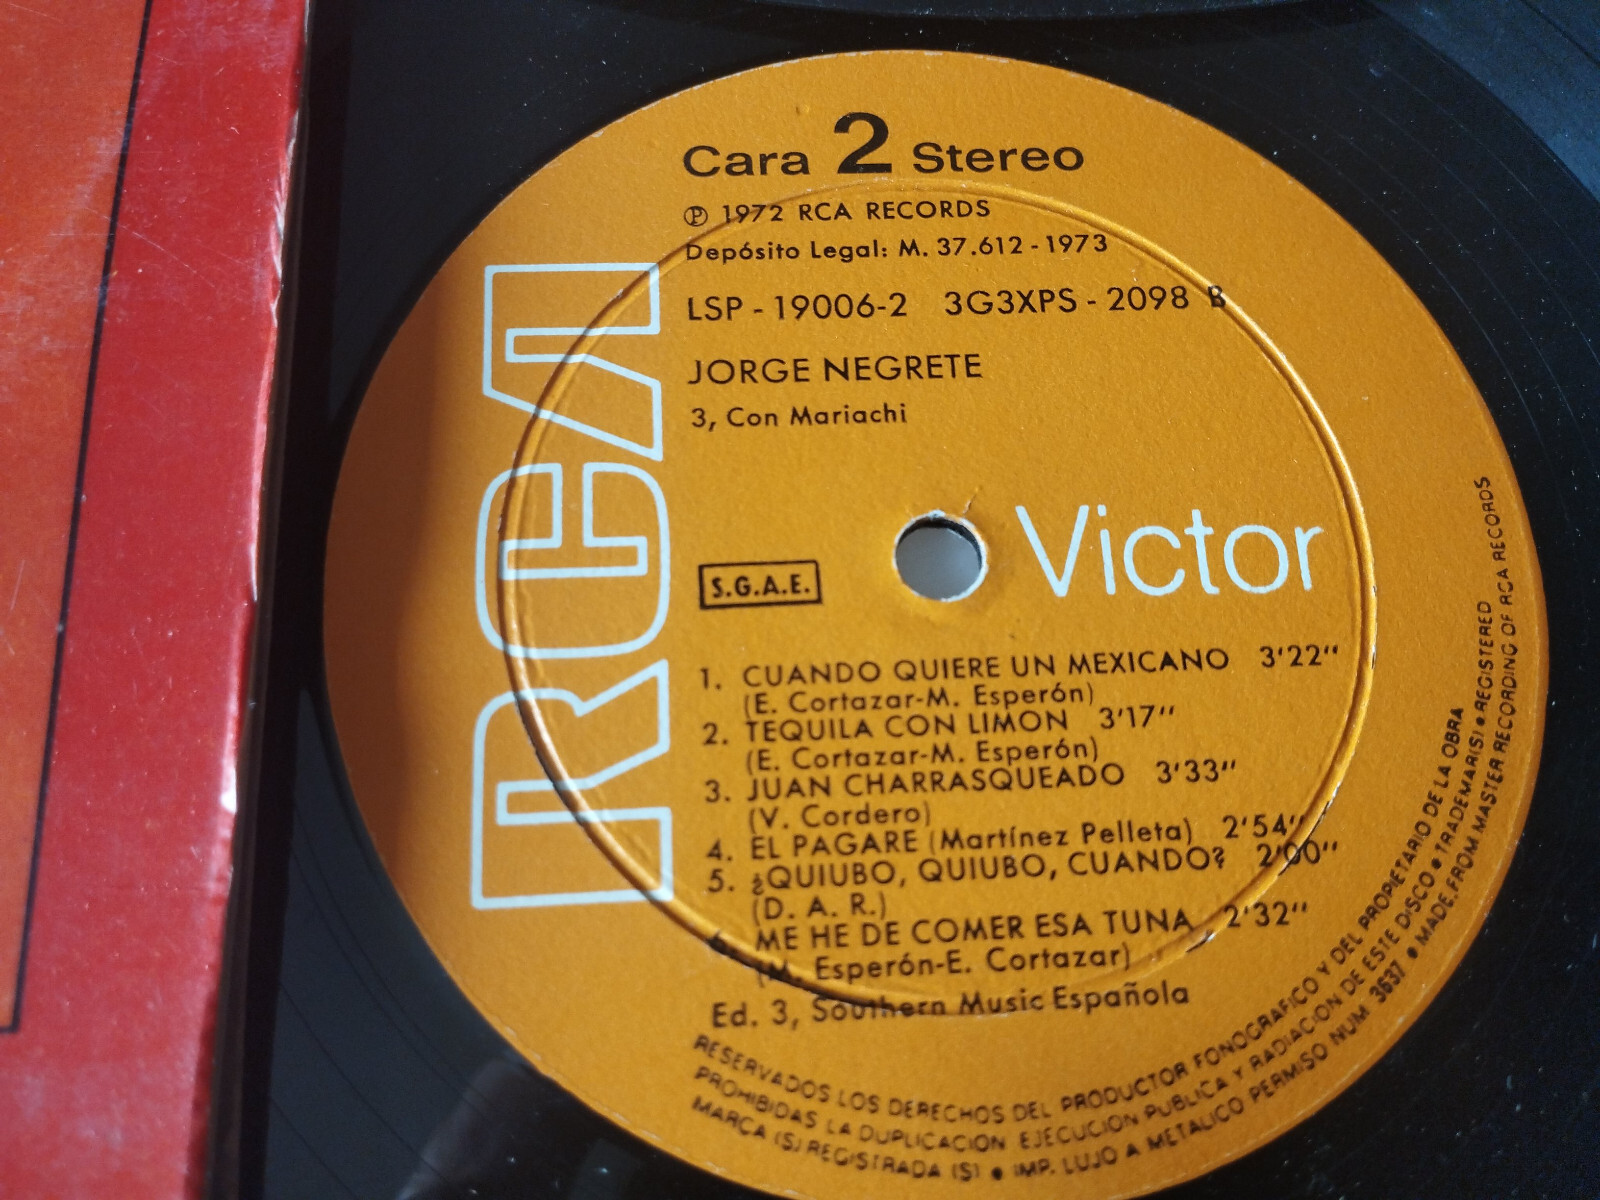 Cara 2 Stereo
℗ 1972 RCA RECORDS
Depósito Legal: M. 37.612 - 1973
LSP - 19006-2 3G3XPS - 2098 B
JORGE NEGRETE
3, Con Mariachi
RCA
Victor
S.G.A.E.
1. CUANDO QUIERE UN MEXICANO 3'22"
(E. Cortazar-M. Esperón)
2. TEQUILA CON LIMON 3'17"
(E. Cortazar-M. Esperón)
3. JUAN CHARRASQUEADO 3'33"
(V. Cordero)
4. EL PAGARE (Martínez Pelleta) 2'54"
5. ¿QUIUBO, QUIUBO, CUANDO? 2'00"
(D. A. R.)
6. ME HE DE COMER ESA TUNA 2'32"
(M. Esperón-E. Cortazar)
Ed. 3, Southern Music Española
RESERVADOS LOS DERECHOS DEL PRODUCTOR FONOGRAFICO Y DEL PROPIETARIO DE LA OBRA
PROHIBIDAS LA DUPLICACION EJECUCION PUBLICA Y RADIACION DE ESTE DISCO • TRADEMAR(S) • REGISTERED
MARCA (S) REGISTRADA (S) • IMP. LUJO A METALICO PERMISO NUM 3637 • MADE.FROM MASTER RECORDING OF RCA RECORDS